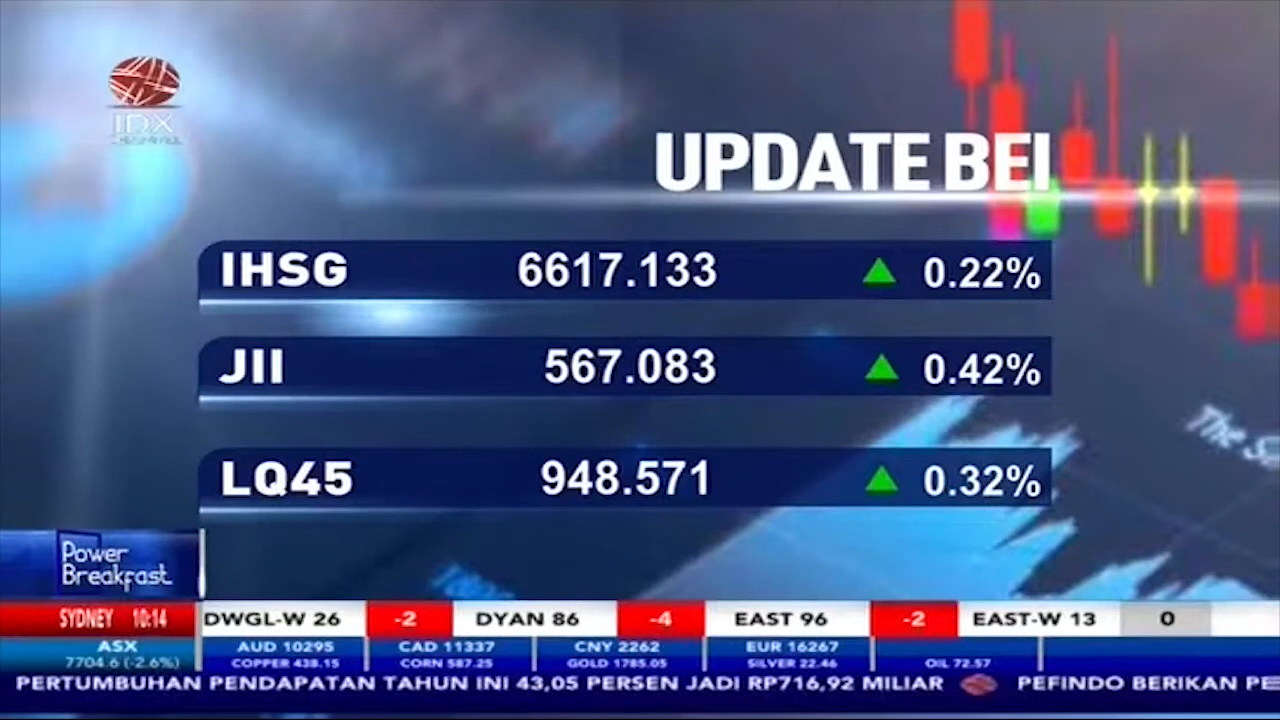 IDX
UPDATE BEI
IHSG 6617.133 0.22%
JII 567.083 0.42%
LQ45 948.571 0.32%
The
Power
Breakfast
SYDNEY 10:14 DWGL-W 26 -2 DYAN 86 -4 EAST 96 -2 EAST-W 13 0
ASX AUD 10295 CAD 11337 CNY 2262 EUR 16267
7704.6 (-2.6%) COPPER 438.15 CORN 587.25 GOLD 1785.05 SILVER 22.46 OIL 72.57
PERTUMBUHAN PENDAPATAN TAHUN INI 43,05 PERSEN JADI RP716,92 MILIAR PEFINDO BERIKAN